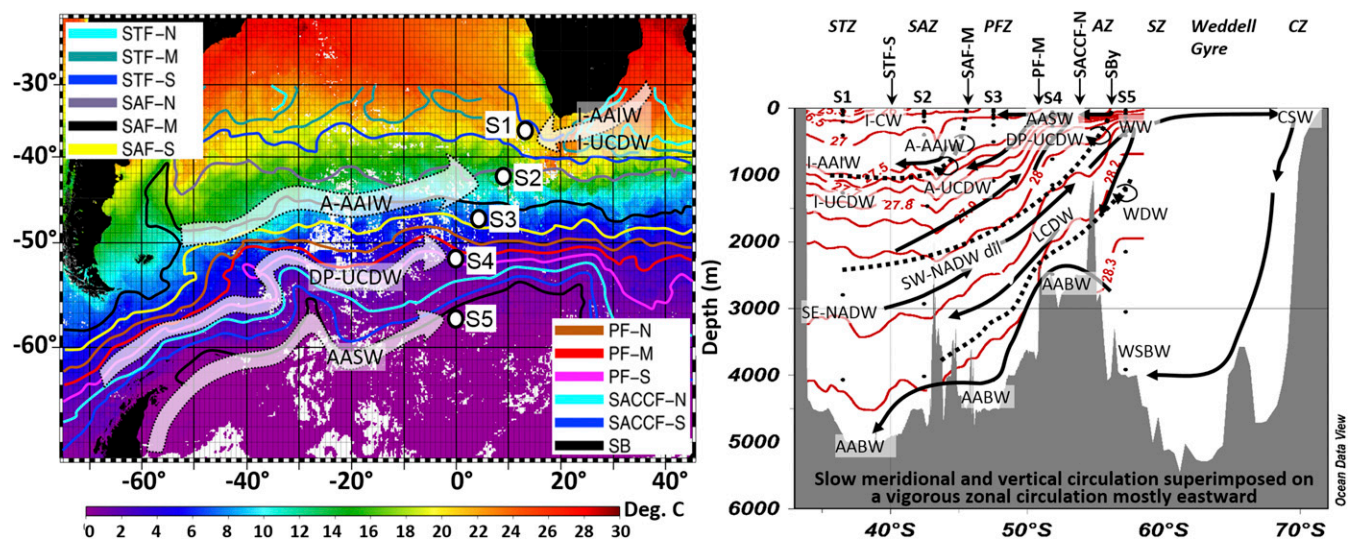 STF-N
STF-M
STF-S
SAF-N
SAF-M
SAF-S
-30°
-40°
-50°
-60°
I-AAIW
I-UCDW
S1
S2
A-AAIW
S3
DP-UCDW
S4
S5
AASW
PF-N
PF-M
PF-S
SACCF-N
SACCF-S
SB
-60°
-40°
-20°
0°
20°
40°
Deg. C
0 2 4 6 8 10 12 14 16 18 20 22 24 26 28 30
STZ SAZ PFZ AZ SZ Weddell CZ
Gyre
STF-S
SAF-M
PF-M
SACCF-N
SBy
S1 S2 S3 S4 S5
0
1000
2000
3000
4000
5000
6000
Depth (m)
I-CW
AASW
WW
CSW
27
A-AAIW
DP-UCDW
I-AAIW
27.5
28
28.2
A-UCDW
I-UCDW
27.8
27.9
LCDW
WDW
SW-NADW dil
SE-NADW
AABW
28.3
WSBW
AABW
AABW
Slow meridional and vertical circulation superimposed on
a vigorous zonal circulation mostly eastward
40°S 50°S 60°S 70°S
Ocean Data View